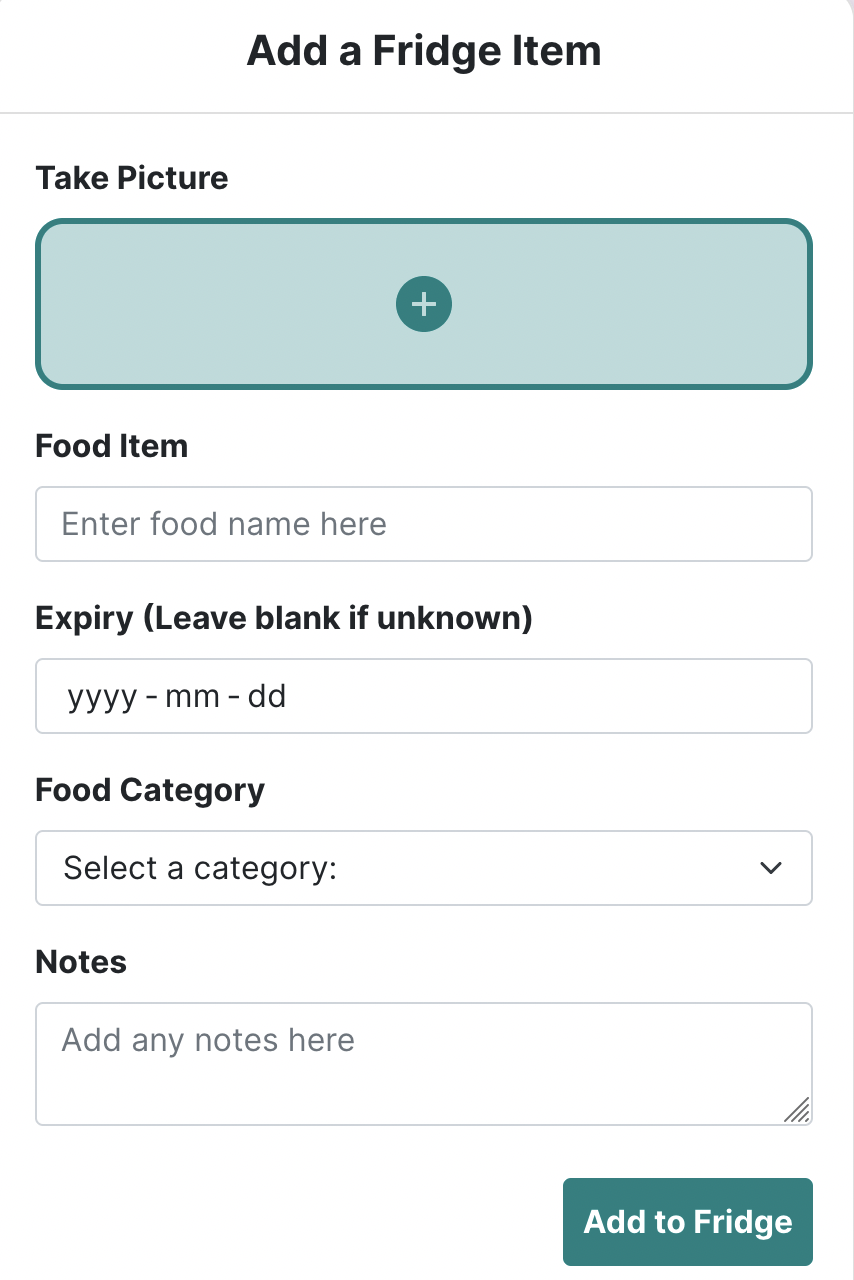 Add a Fridge Item
Take Picture
Food Item
Enter food name here
Expiry (Leave blank if unknown)
yyyy - mm - dd
Food Category
Select a category:
Notes
Add any notes here
Add to Fridge